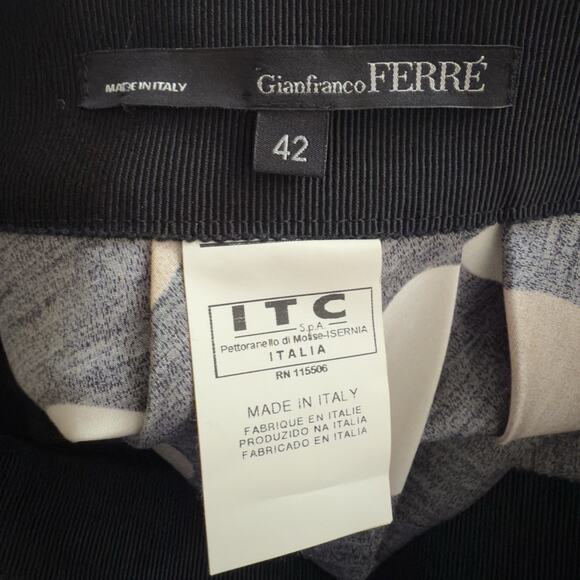 MADE IN ITALY
Gianfranco FERRÉ
42
ITC
S.p.A.
Pettoranello di Molise-ISERNIA
ITALIA
RN 115506
MADE IN ITALY
FABRIQUE EN ITALIE
PRODUZIDO NA ITALIA
FABRICADO EN ITALIA